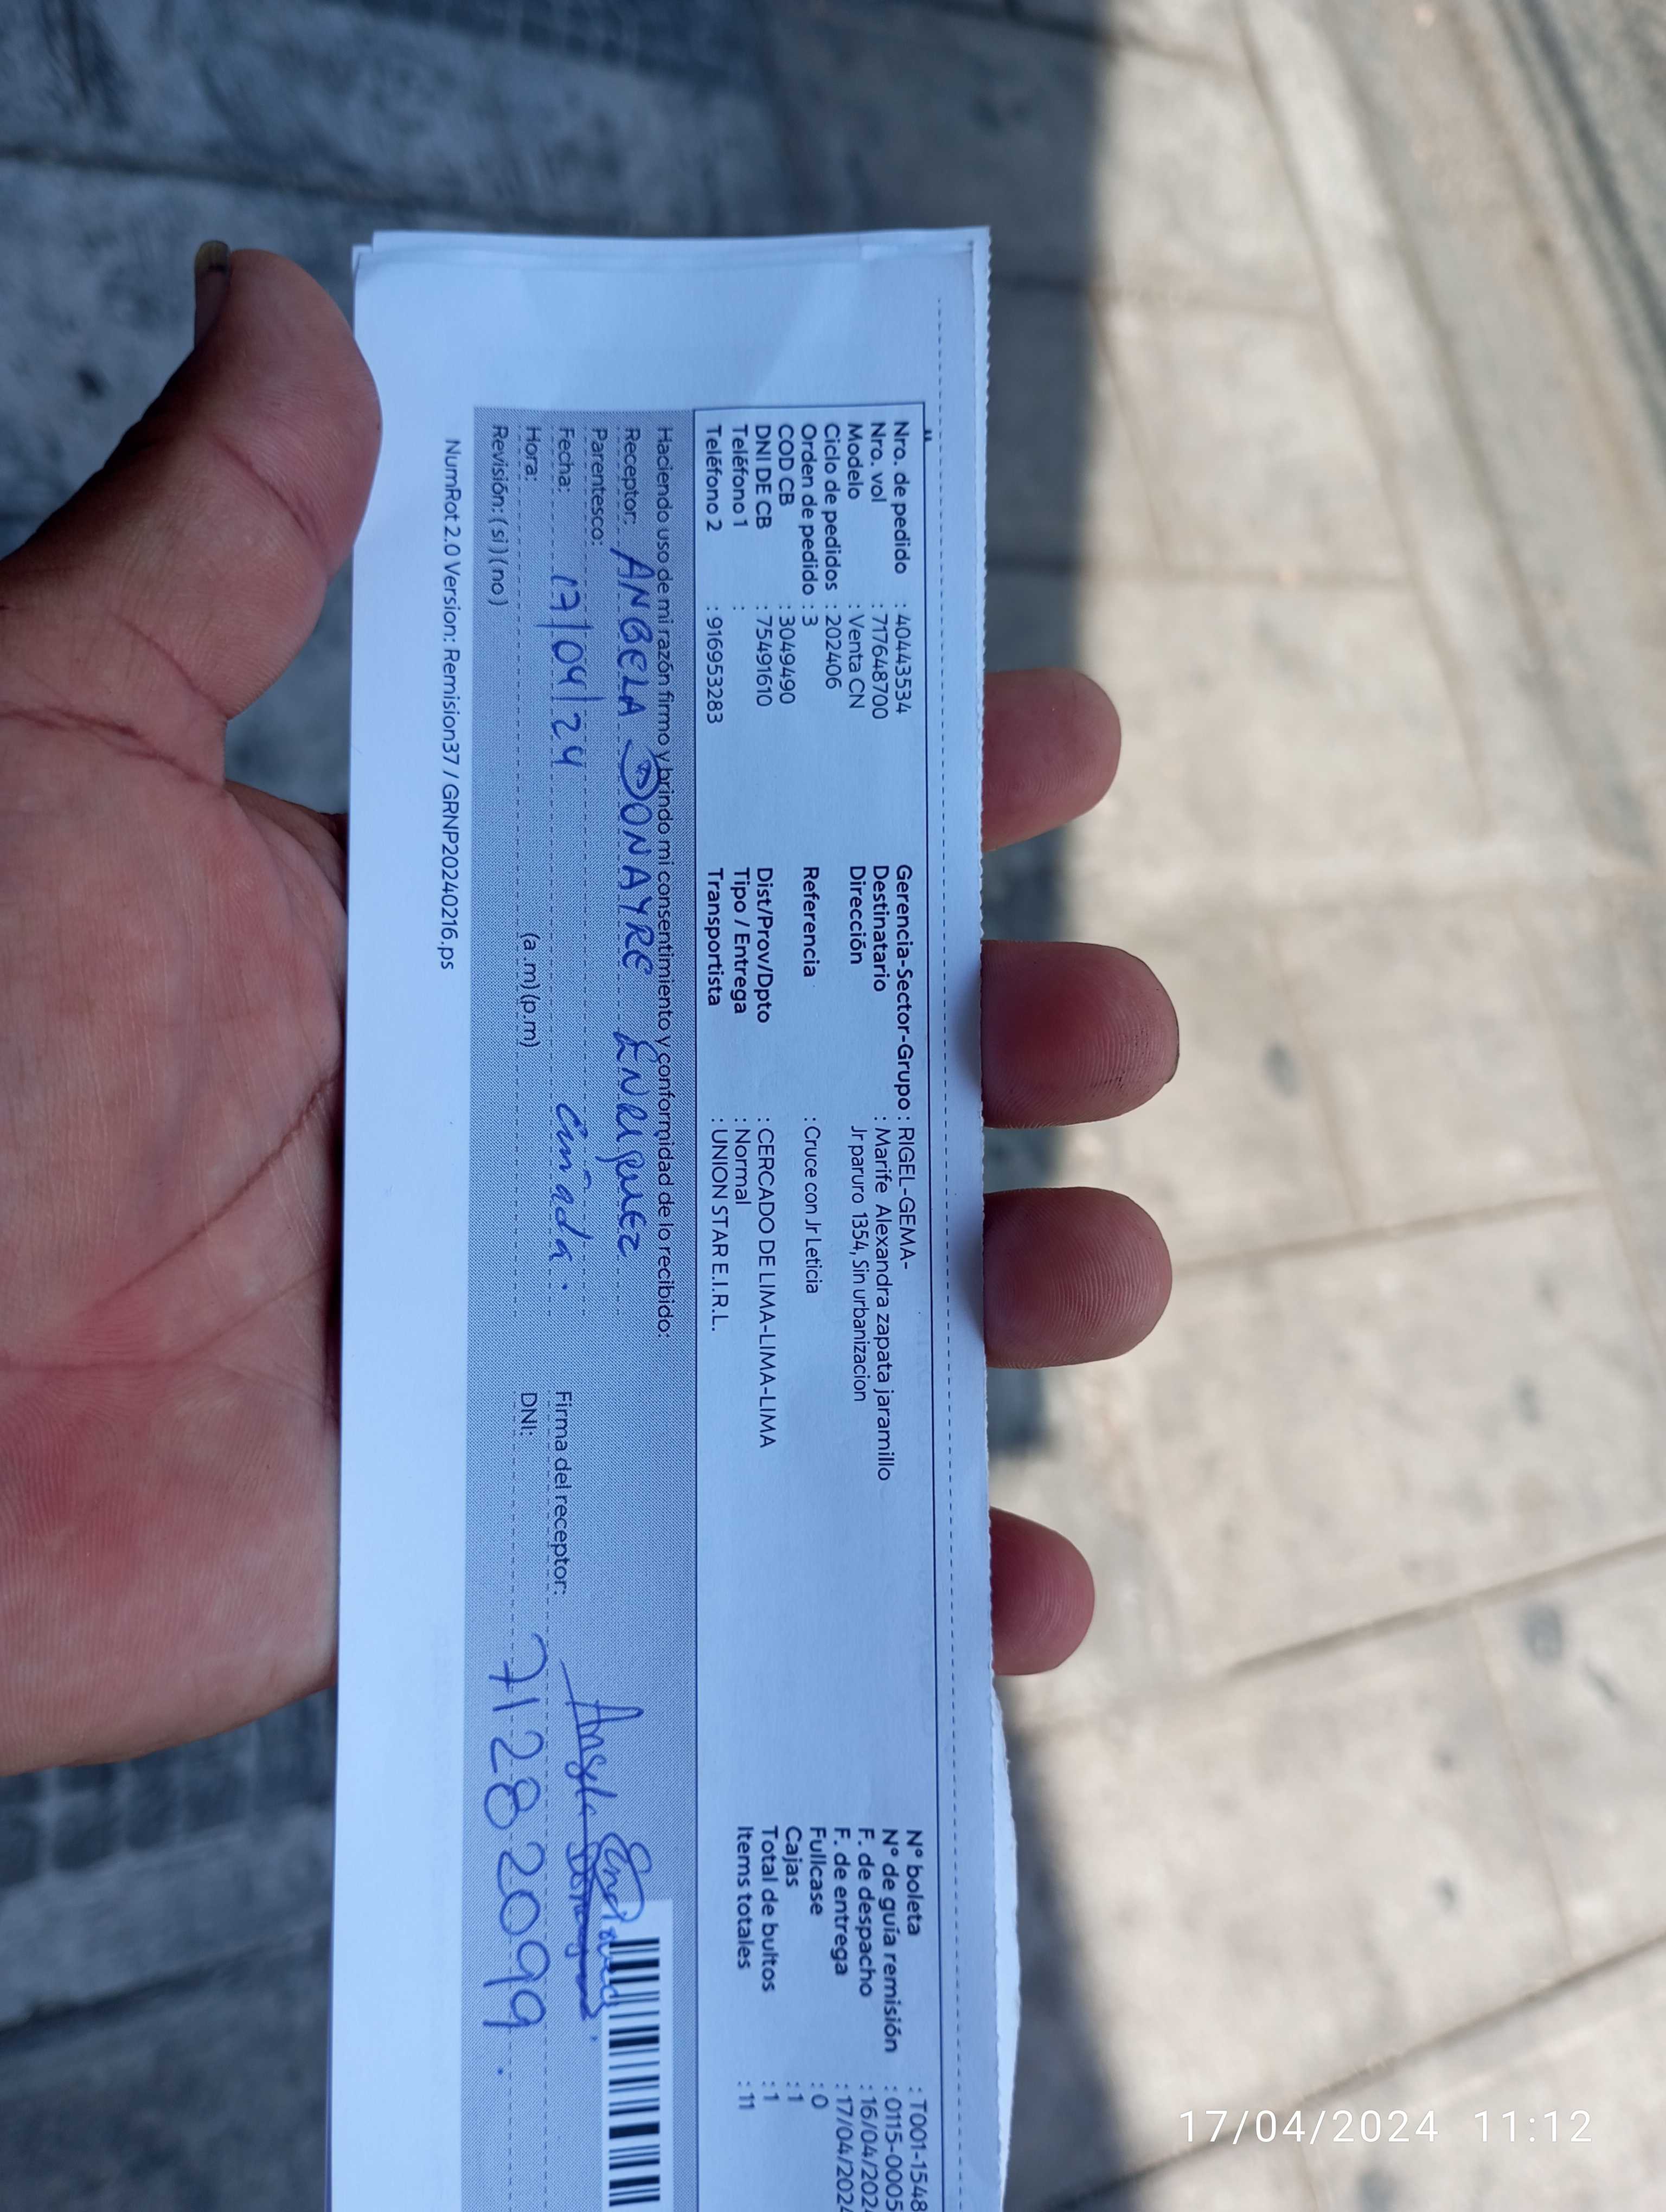 Nro. de pedido : 404443534 Gerencia-Sector-Grupo : RIGEL-GEMA- N° boleta : T001-1548
Nro. vol : 717648700 Destinatario : Marife Alexandra zapata jaramillo N° de guía remisión : 0115-0005
Modelo : Venta CN Dirección Jr paruro 1354, Sin urbanizacion F. de despacho : 16/04/202
Ciclo de pedidos : 202406 F. de entrega : 17/04/2024
Orden de pedido : 3 Referencia : Cruce con Jr Leticia Fullcase : 0
COD CB : 3049490 Cajas : 1
DNI DE CB : 75491610 Dist/Prov/Dpto : CERCADO DE LIMA-LIMA-LIMA Total de bultos : 1
Teléfono 1 : Tipo / Entrega : Normal Items totales : 11
Teléfono 2 : 916953283 Transportista : UNION STAR E.I.R.L.
Haciendo uso de mi razón firmo y brindo mi consentimiento y conformidad de lo recibido:
Receptor: ANGELA DONAYRE ENRIQUEZ
Parentesco: Cuñada.
Fecha: 17/04/24 Firma del receptor: Angela
Hora: (a.m)(p.m) DNI: 71282099.
Revisión: (si) (no)
NumRot 2.0 Version: Remision37 / GRNP20240216.ps
17/04/2024 11:12